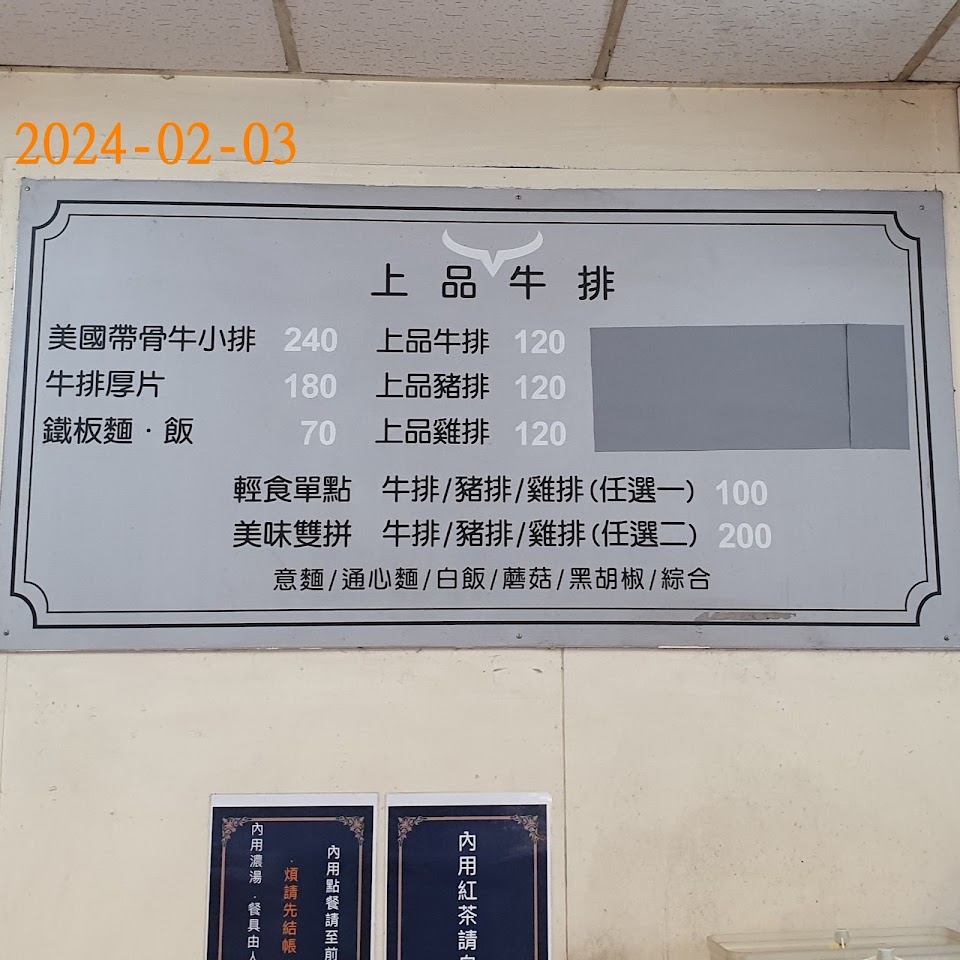 2024-02-03
上品牛排
美國帶骨牛小排 240 上品牛排 120
牛排厚片 180 上品豬排 120
鐵板麵·飯 70 上品雞排 120
輕食單點 牛排/豬排/雞排(任選一) 100
美味雙拼 牛排/豬排/雞排(任選二) 200
意麵/通心麵/白飯/蘑菇/黑胡椒/綜合
內用點餐請至前
·煩請先結帳
內用濃湯·餐具由人
內用紅茶請自